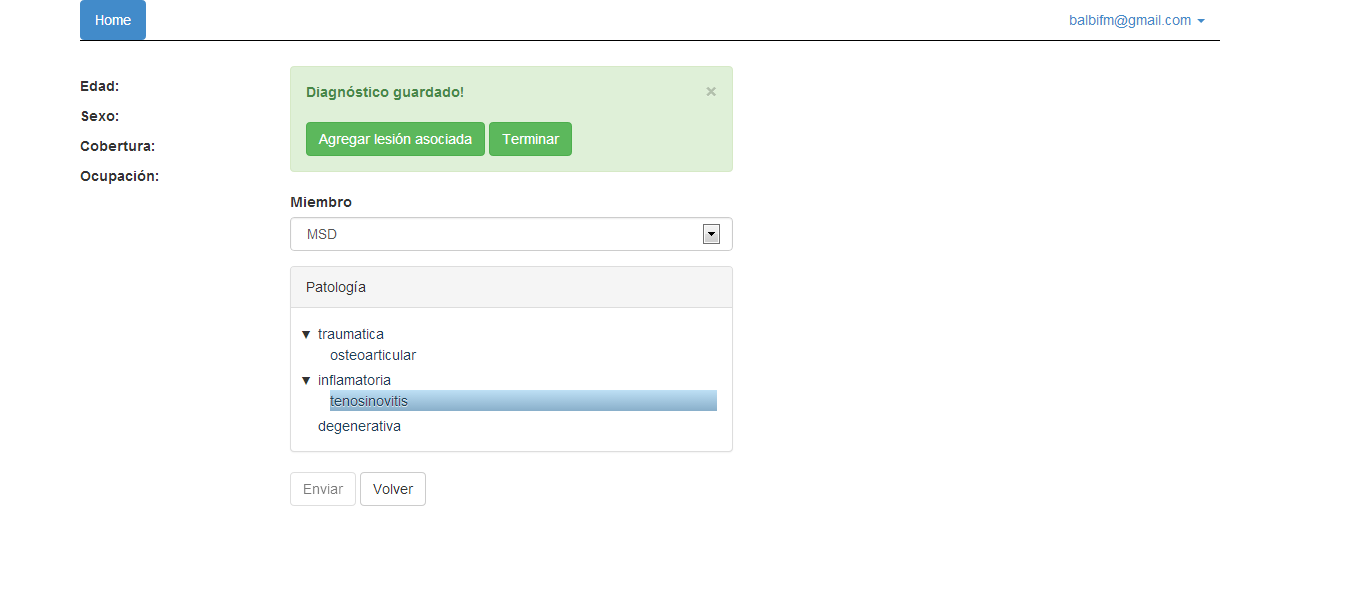 Home
balbifm@gmail.com
Edad:
Sexo:
Cobertura:
Ocupación:
Diagnóstico guardado!
×
Agregar lesión asociada
Terminar
Miembro
MSD
Patología
▼ traumatica
osteoarticular
▼ inflamatoria
tenosinovitis
degenerativa
Enviar
Volver